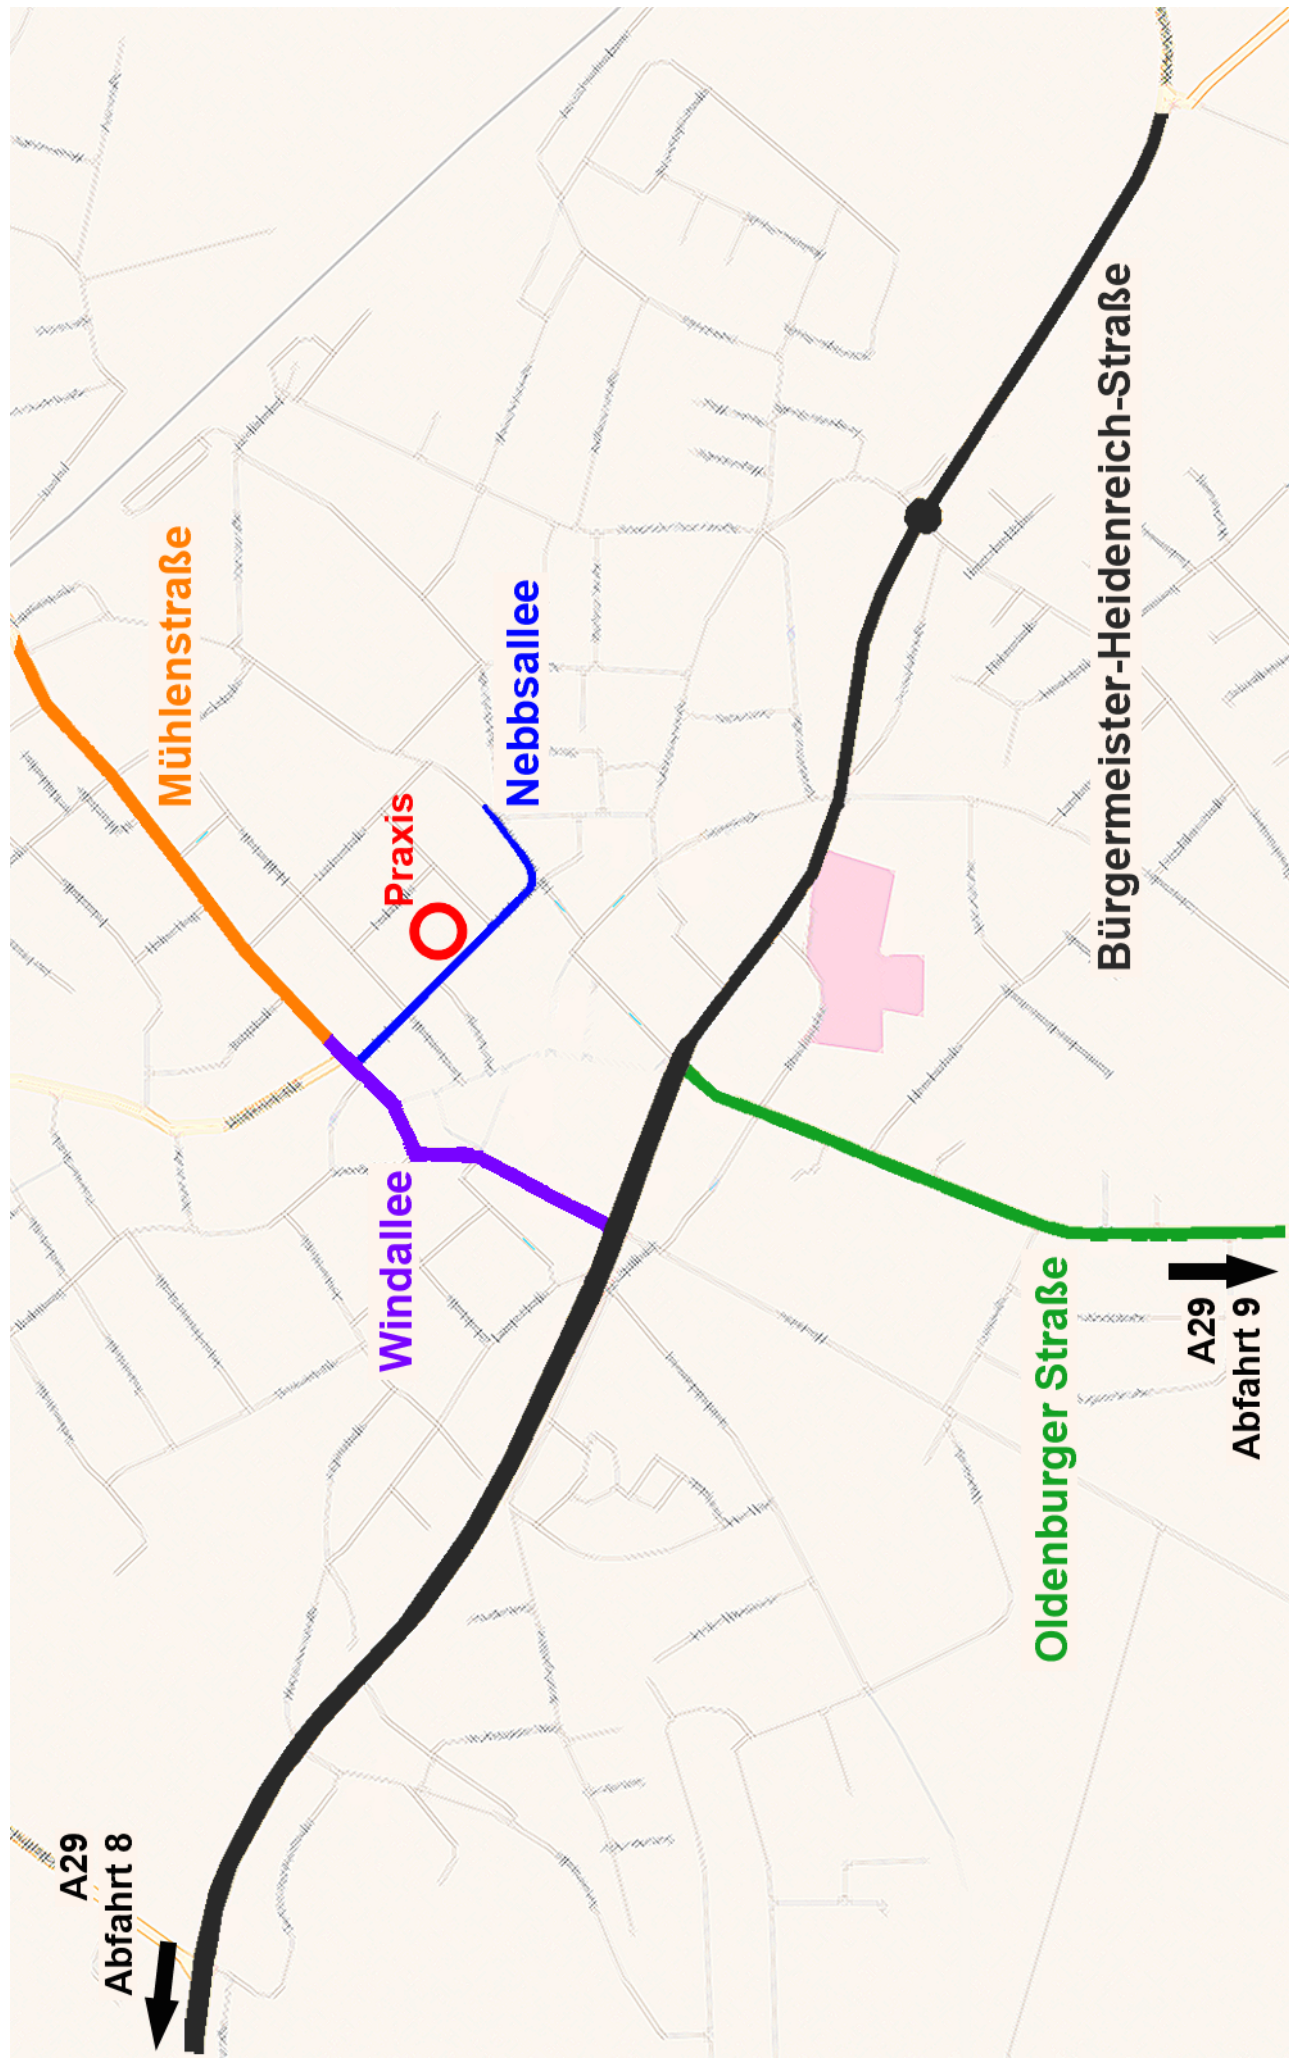 A29
Abfahrt 8
Mühlenstraße
Praxis
Windallee
Nebbsallee
Oldenburger Straße
Bürgermeister-Heidenreich-Straße
A29
Abfahrt 9